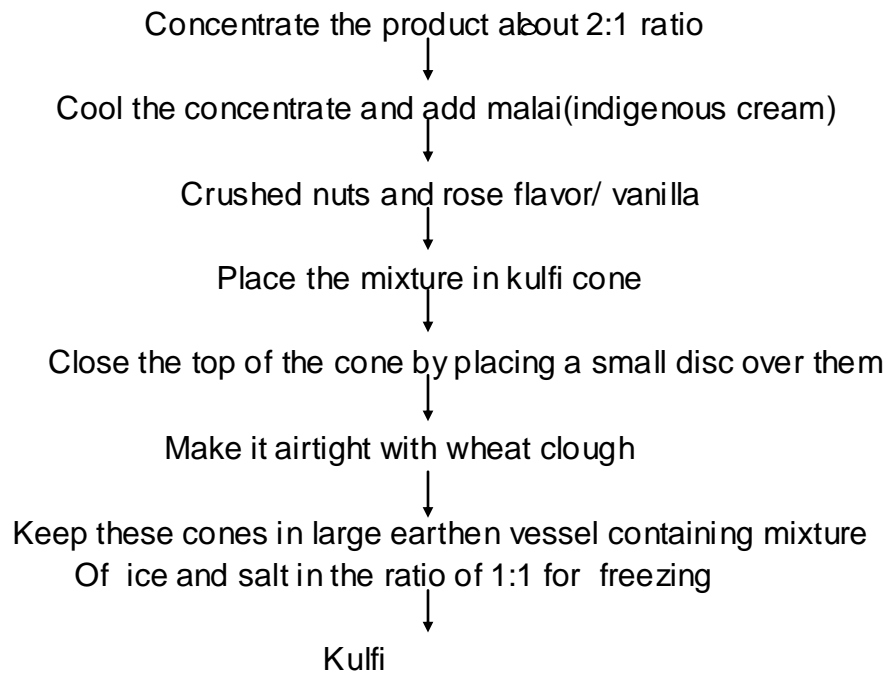 Concentrate the product about 2:1 ratio
Cool the concentrate and add malai(indigenous cream)
Crushed nuts and rose flavor/ vanilla
Place the mixture in kulfi cone
Close the top of the cone by placing a small disc over them
Make it airtight with wheat clough
Keep these cones in large earthen vessel containing mixture
Of ice and salt in the ratio of 1:1 for freezing
Kulfi